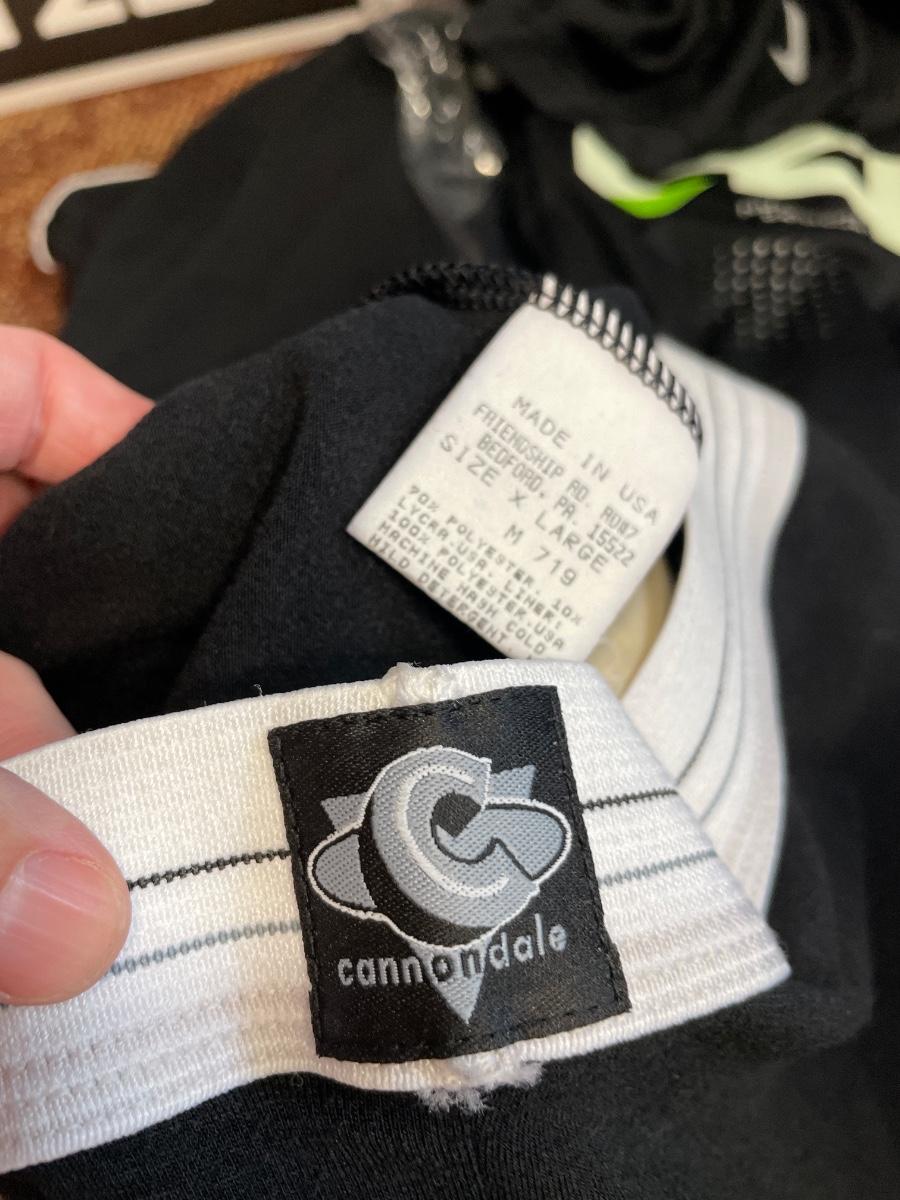 MADE IN USA
FRIENDSHIP RD. RD#7
BEDFORD, PA. 15522
SIZE X LARGE
M 719
90% POLYESTER. 10%
LYCRA-USA. LINER:
100% POLYESTER-USA
MACHINE WASH COLD
MILD DETERGENT
cannondale